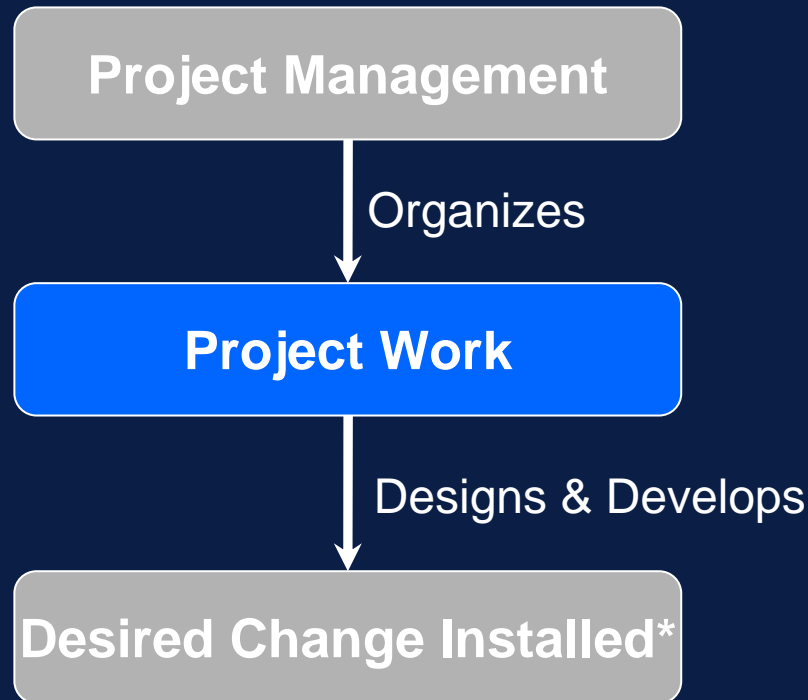 Project Management
Organizes
Project Work
Designs & Develops
Desired Change Installed*